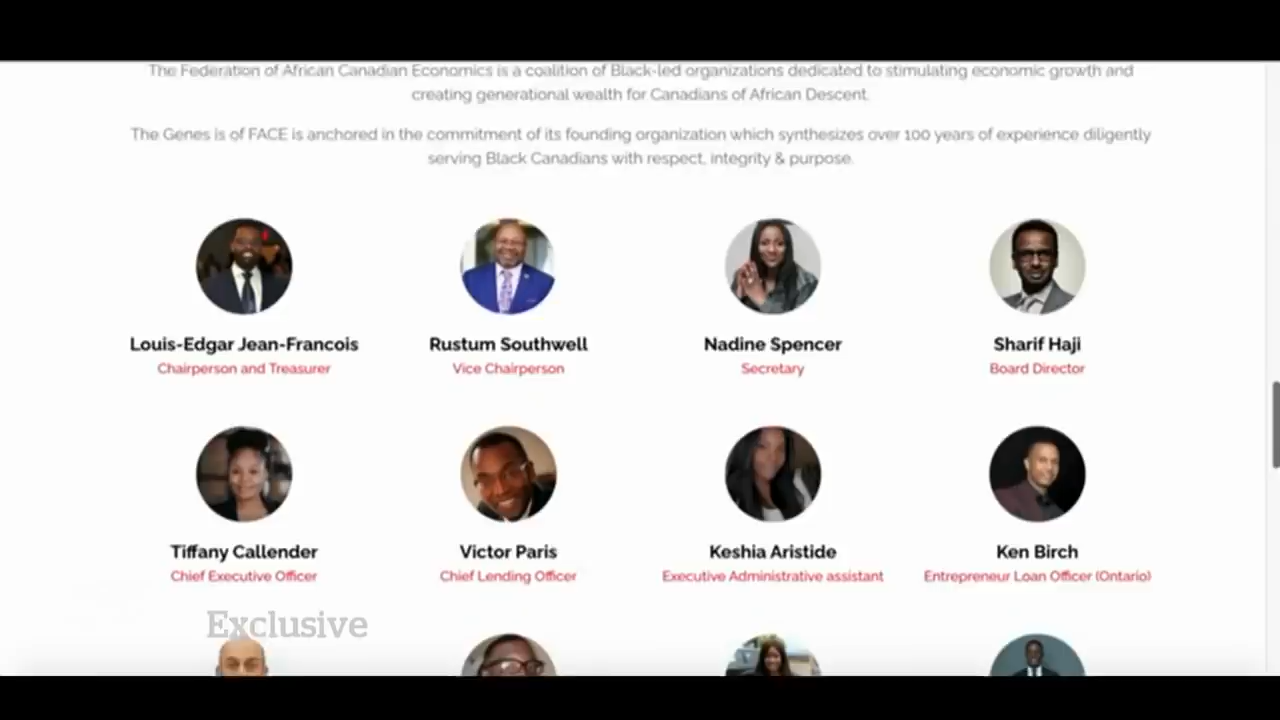 The Federation of African Canadian Economics is a coalition of Black-led organizations dedicated to stimulating economic growth and
creating generational wealth for Canadians of African Descent.
The Genes is of FACE is anchored in the commitment of its founding organization which synthesizes over 100 years of experience diligently
serving Black Canadians with respect, integrity & purpose.
Louis-Edgar Jean-Francois
Chairperson and Treasurer
Rustum Southwell
Vice Chairperson
Nadine Spencer
Secretary
Sharif Haji
Board Director
Tiffany Callender
Chief Executive Officer
Victor Paris
Chief Lending Officer
Keshia Aristide
Executive Administrative assistant
Ken Birch
Entrepreneur Loan Officer (Ontario)
Exclusive